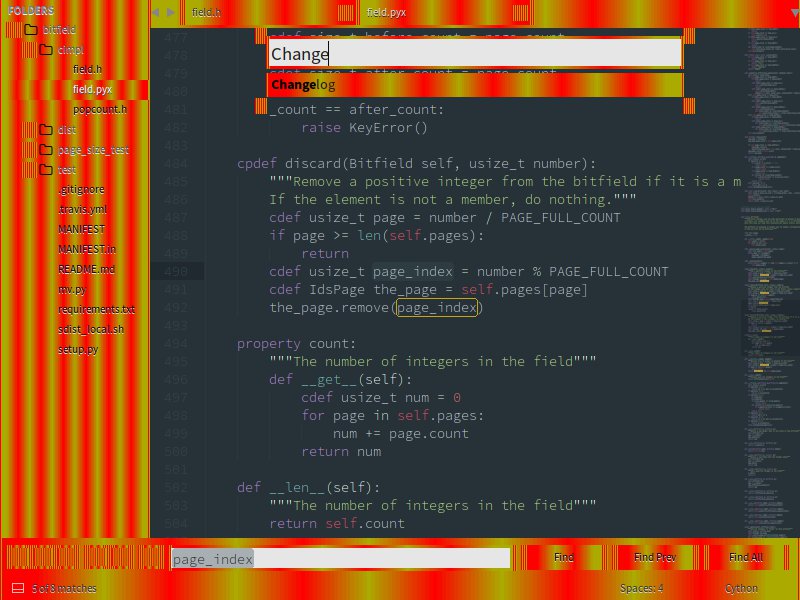 FOLDERS
bitfield
cimpl
field.h
field.pyx
popcount.h
dist
page_size_test
test
.gitignore
.travis.yml
MANIFEST
MANIFEST.in
README.md
mv.py
requirements.txt
sdist_local.sh
setup.py
field.h
field.pyx
Change
Changelog
477 cdef size_t before_count = page.count
478
479 cdef size_t after_count = page.count
481 _count == after_count:
482 raise KeyError()
483
484 cpdef discard(Bitfield self, usize_t number):
485 """Remove a positive integer from the bitfield if it is a m
486 If the element is not a member, do nothing."""
487 cdef usize_t page = number / PAGE_FULL_COUNT
488 if page >= len(self.pages):
489 return
490 cdef usize_t page_index = number % PAGE_FULL_COUNT
491 cdef IdsPage the_page = self.pages[page]
492 the_page.remove(page_index)
493
494 property count:
495 """The number of integers in the field"""
496 def __get__(self):
497 cdef usize_t num = 0
498 for page in self.pages:
499 num += page.count
500 return num
501
502 def __len__(self):
503 """The number of integers in the field"""
504 return self.count
page_index
Find
Find Prev
Find All
5 of 8 matches
Spaces: 4
Cython